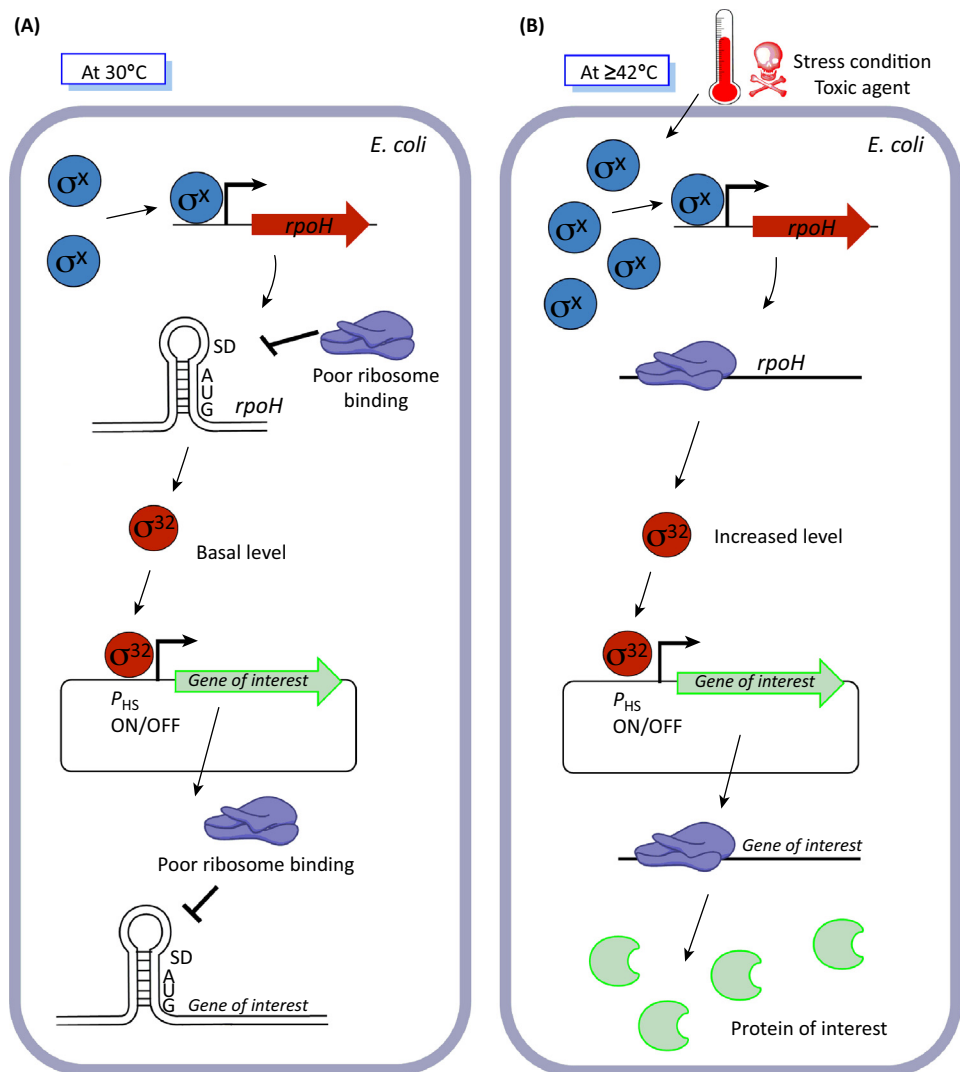 (A)
At 30°C
E. coli
σX
σX
σX
rpoH
SD
A
U
G
rpoH
Poor ribosome
binding
σ32
Basal level
σ32
Gene of interest
PHS
ON/OFF
Poor ribosome binding
SD
A
U
G
Gene of interest
(B)
At ≥42°C
Stress condition
Toxic agent
E. coli
σX
σX
σX
σX
σX
rpoH
rpoH
σ32
Increased level
σ32
Gene of interest
PHS
ON/OFF
Gene of interest
Protein of interest